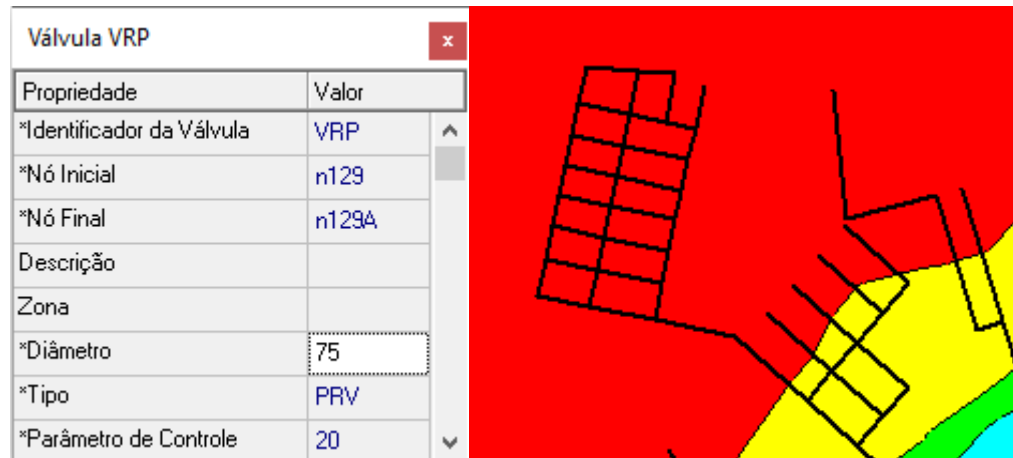 Válvula VRP x
Propriedade Valor
*Identificador da Válvula VRP
*Nó Inicial n129
*Nó Final n129A
Descrição
Zona
*Diâmetro 75
*Tipo PRV
*Parâmetro de Controle 20